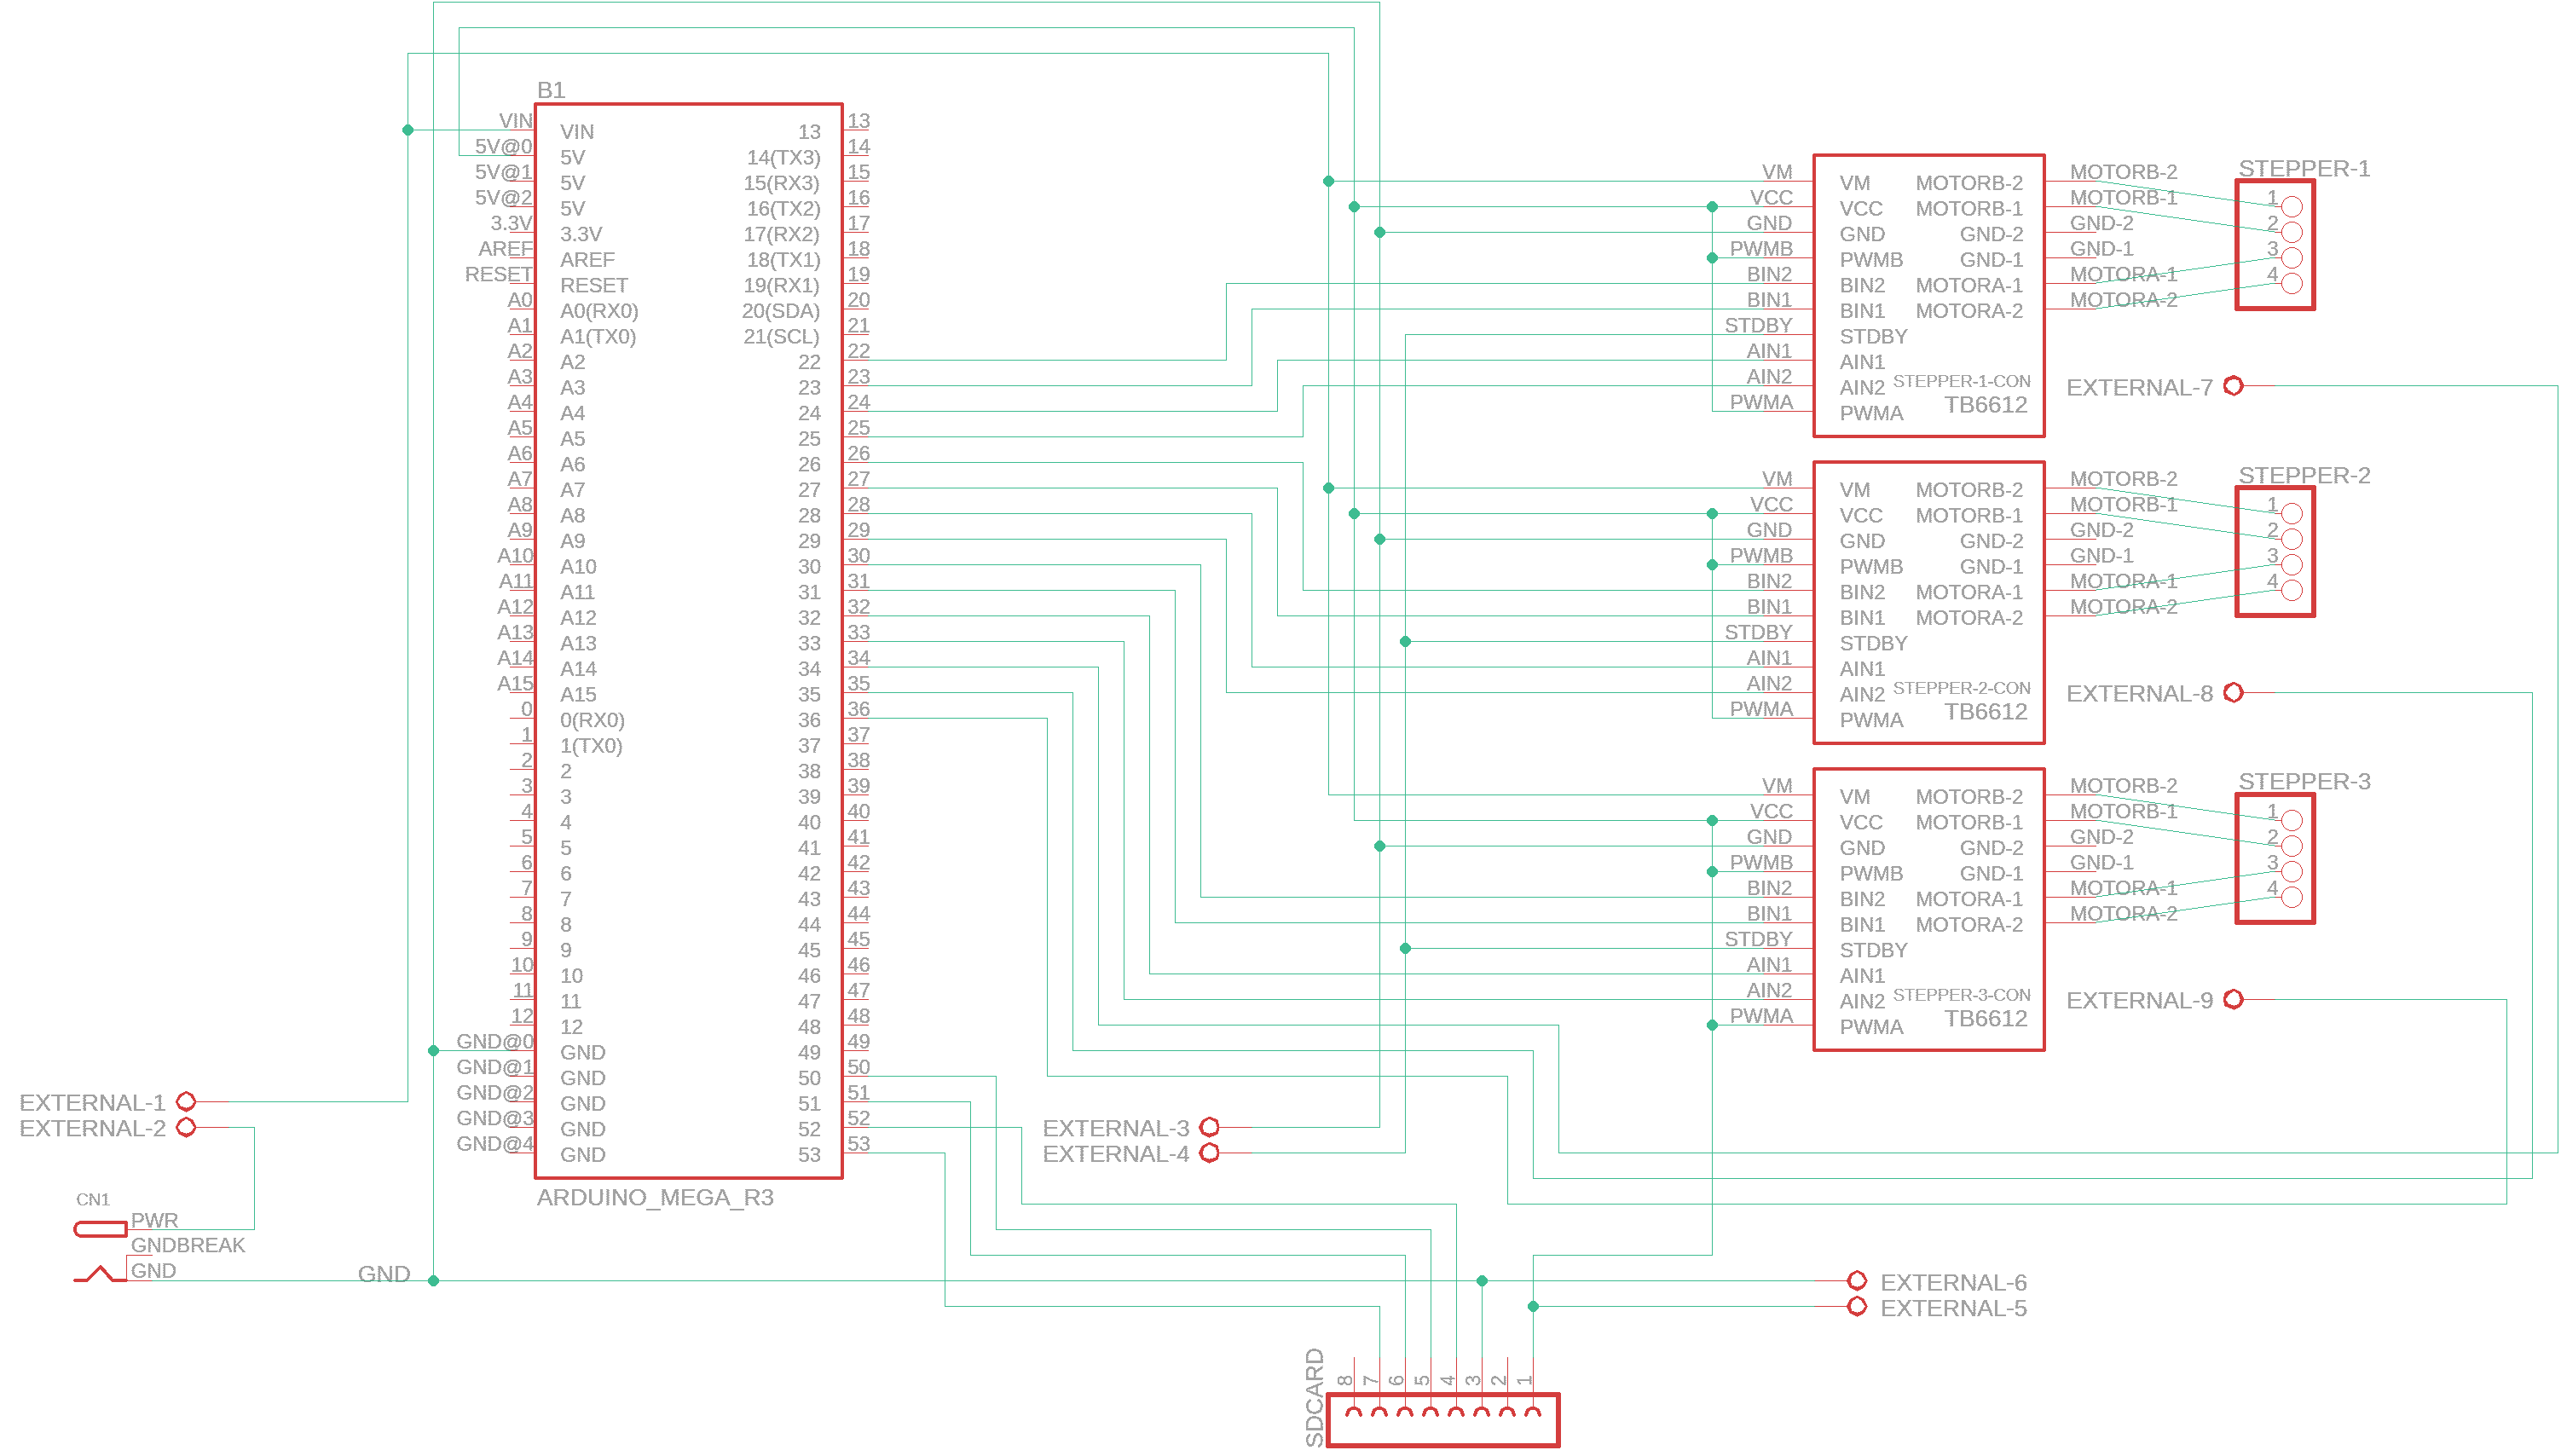 B1
VIN VIN 13 13
5V@0 5V 14(TX3) 14
5V@1 5V 15(RX3) 15
5V@2 5V 16(TX2) 16
3.3V 3.3V 17(RX2) 17
AREF AREF 18(TX1) 18
RESET RESET 19(RX1) 19
A0 A0(RX0) 20(SDA) 20
A1 A1(TX0) 21(SCL) 21
A2 A2 22 22
A3 A3 23 23
A4 A4 24 24
A5 A5 25 25
A6 A6 26 26
A7 A7 27 27
A8 A8 28 28
A9 A9 29 29
A10 A10 30 30
A11 A11 31 31
A12 A12 32 32
A13 A13 33 33
A14 A14 34 34
A15 A15 35 35
0 0(RX0) 36 36
1 1(TX0) 37 37
2 2 38 38
3 3 39 39
4 4 40 40
5 5 41 41
6 6 42 42
7 7 43 43
8 8 44 44
9 9 45 45
10 10 46 46
11 11 47 47
12 12 48 48
GND@0 GND 49 49
GND@1 GND 50 50
GND@2 GND 51 51
GND@3 GND 52 52
GND@4 GND 53 53
ARDUINO_MEGA_R3
EXTERNAL-1
EXTERNAL-2
CN1
PWR
GNDBREAK
GND
GND
EXTERNAL-3
EXTERNAL-4
VM VM MOTORB-2 MOTORB-2
VCC VCC MOTORB-1 MOTORB-1
GND GND GND-2 GND-2
PWMB PWMB GND-1 GND-1
BIN2 BIN2 MOTORA-1 MOTORA-1
BIN1 BIN1 MOTORA-2 MOTORA-2
STDBY STDBY
AIN1 AIN1
AIN2 AIN2 STEPPER-1-CON
PWMA PWMA TB6612
STEPPER-1
1
2
3
4
EXTERNAL-7
VM VM MOTORB-2 MOTORB-2
VCC VCC MOTORB-1 MOTORB-1
GND GND GND-2 GND-2
PWMB PWMB GND-1 GND-1
BIN2 BIN2 MOTORA-1 MOTORA-1
BIN1 BIN1 MOTORA-2 MOTORA-2
STDBY STDBY
AIN1 AIN1
AIN2 AIN2 STEPPER-2-CON
PWMA PWMA TB6612
STEPPER-2
1
2
3
4
EXTERNAL-8
VM VM MOTORB-2 MOTORB-2
VCC VCC MOTORB-1 MOTORB-1
GND GND GND-2 GND-2
PWMB PWMB GND-1 GND-1
BIN2 BIN2 MOTORA-1 MOTORA-1
BIN1 BIN1 MOTORA-2 MOTORA-2
STDBY STDBY
AIN1 AIN1
AIN2 AIN2 STEPPER-3-CON
PWMA PWMA TB6612
STEPPER-3
1
2
3
4
EXTERNAL-9
EXTERNAL-6
EXTERNAL-5
SDCARD
8 7 6 5 4 3 2 1